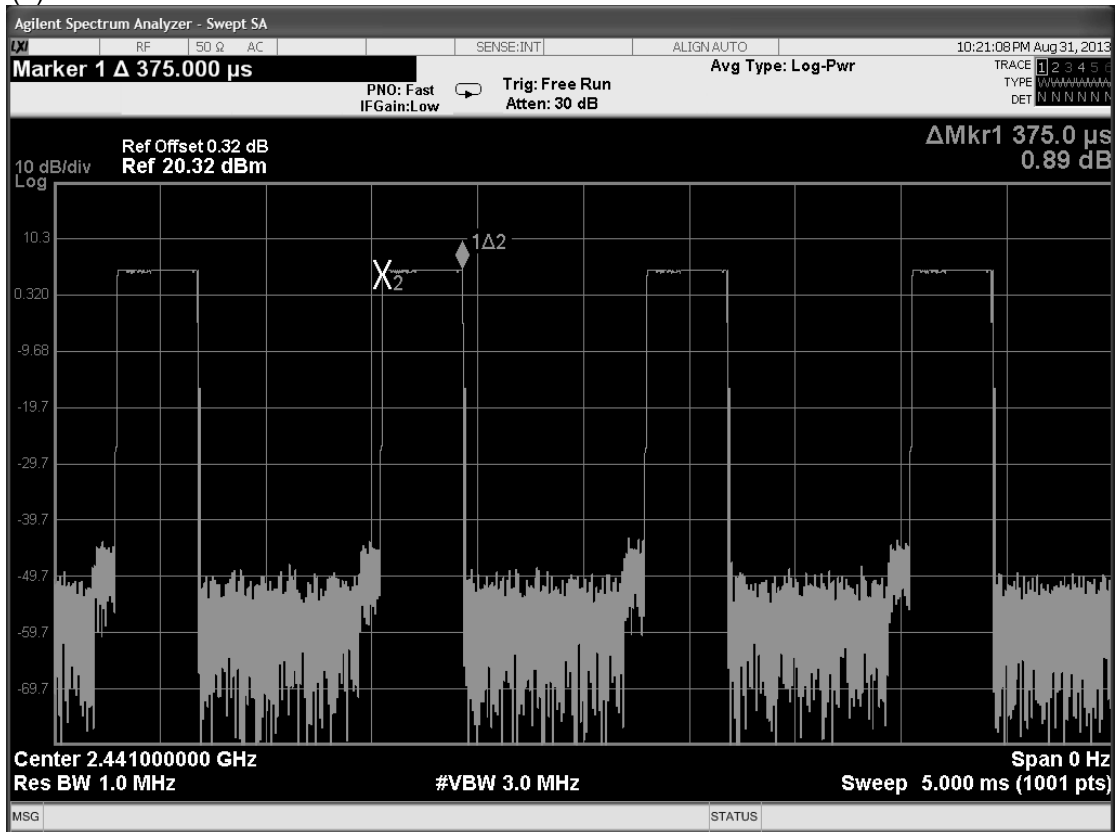 Agilent Spectrum Analyzer - Swept SA
LXI RF 50 Ω AC SENSE:INT ALIGN AUTO 10:21:08 PM Aug 31, 2013
Marker 1 Δ 375.000 µs
PNO: Fast
IFGain:Low
Trig: Free Run
Atten: 30 dB
Avg Type: Log-Pwr
TRACE 1 2 3 4 5 6
TYPE
DET N N N N N N
ΔMkr1 375.0 µs
0.89 dB
Ref Offset 0.32 dB
10 dB/div Ref 20.32 dBm
Log
10.3
1Δ2
X2
0.320
-9.68
-19.7
-29.7
-39.7
-49.7
-59.7
-69.7
Center 2.441000000 GHz Span 0 Hz
Res BW 1.0 MHz #VBW 3.0 MHz Sweep 5.000 ms (1001 pts)
MSG STATUS